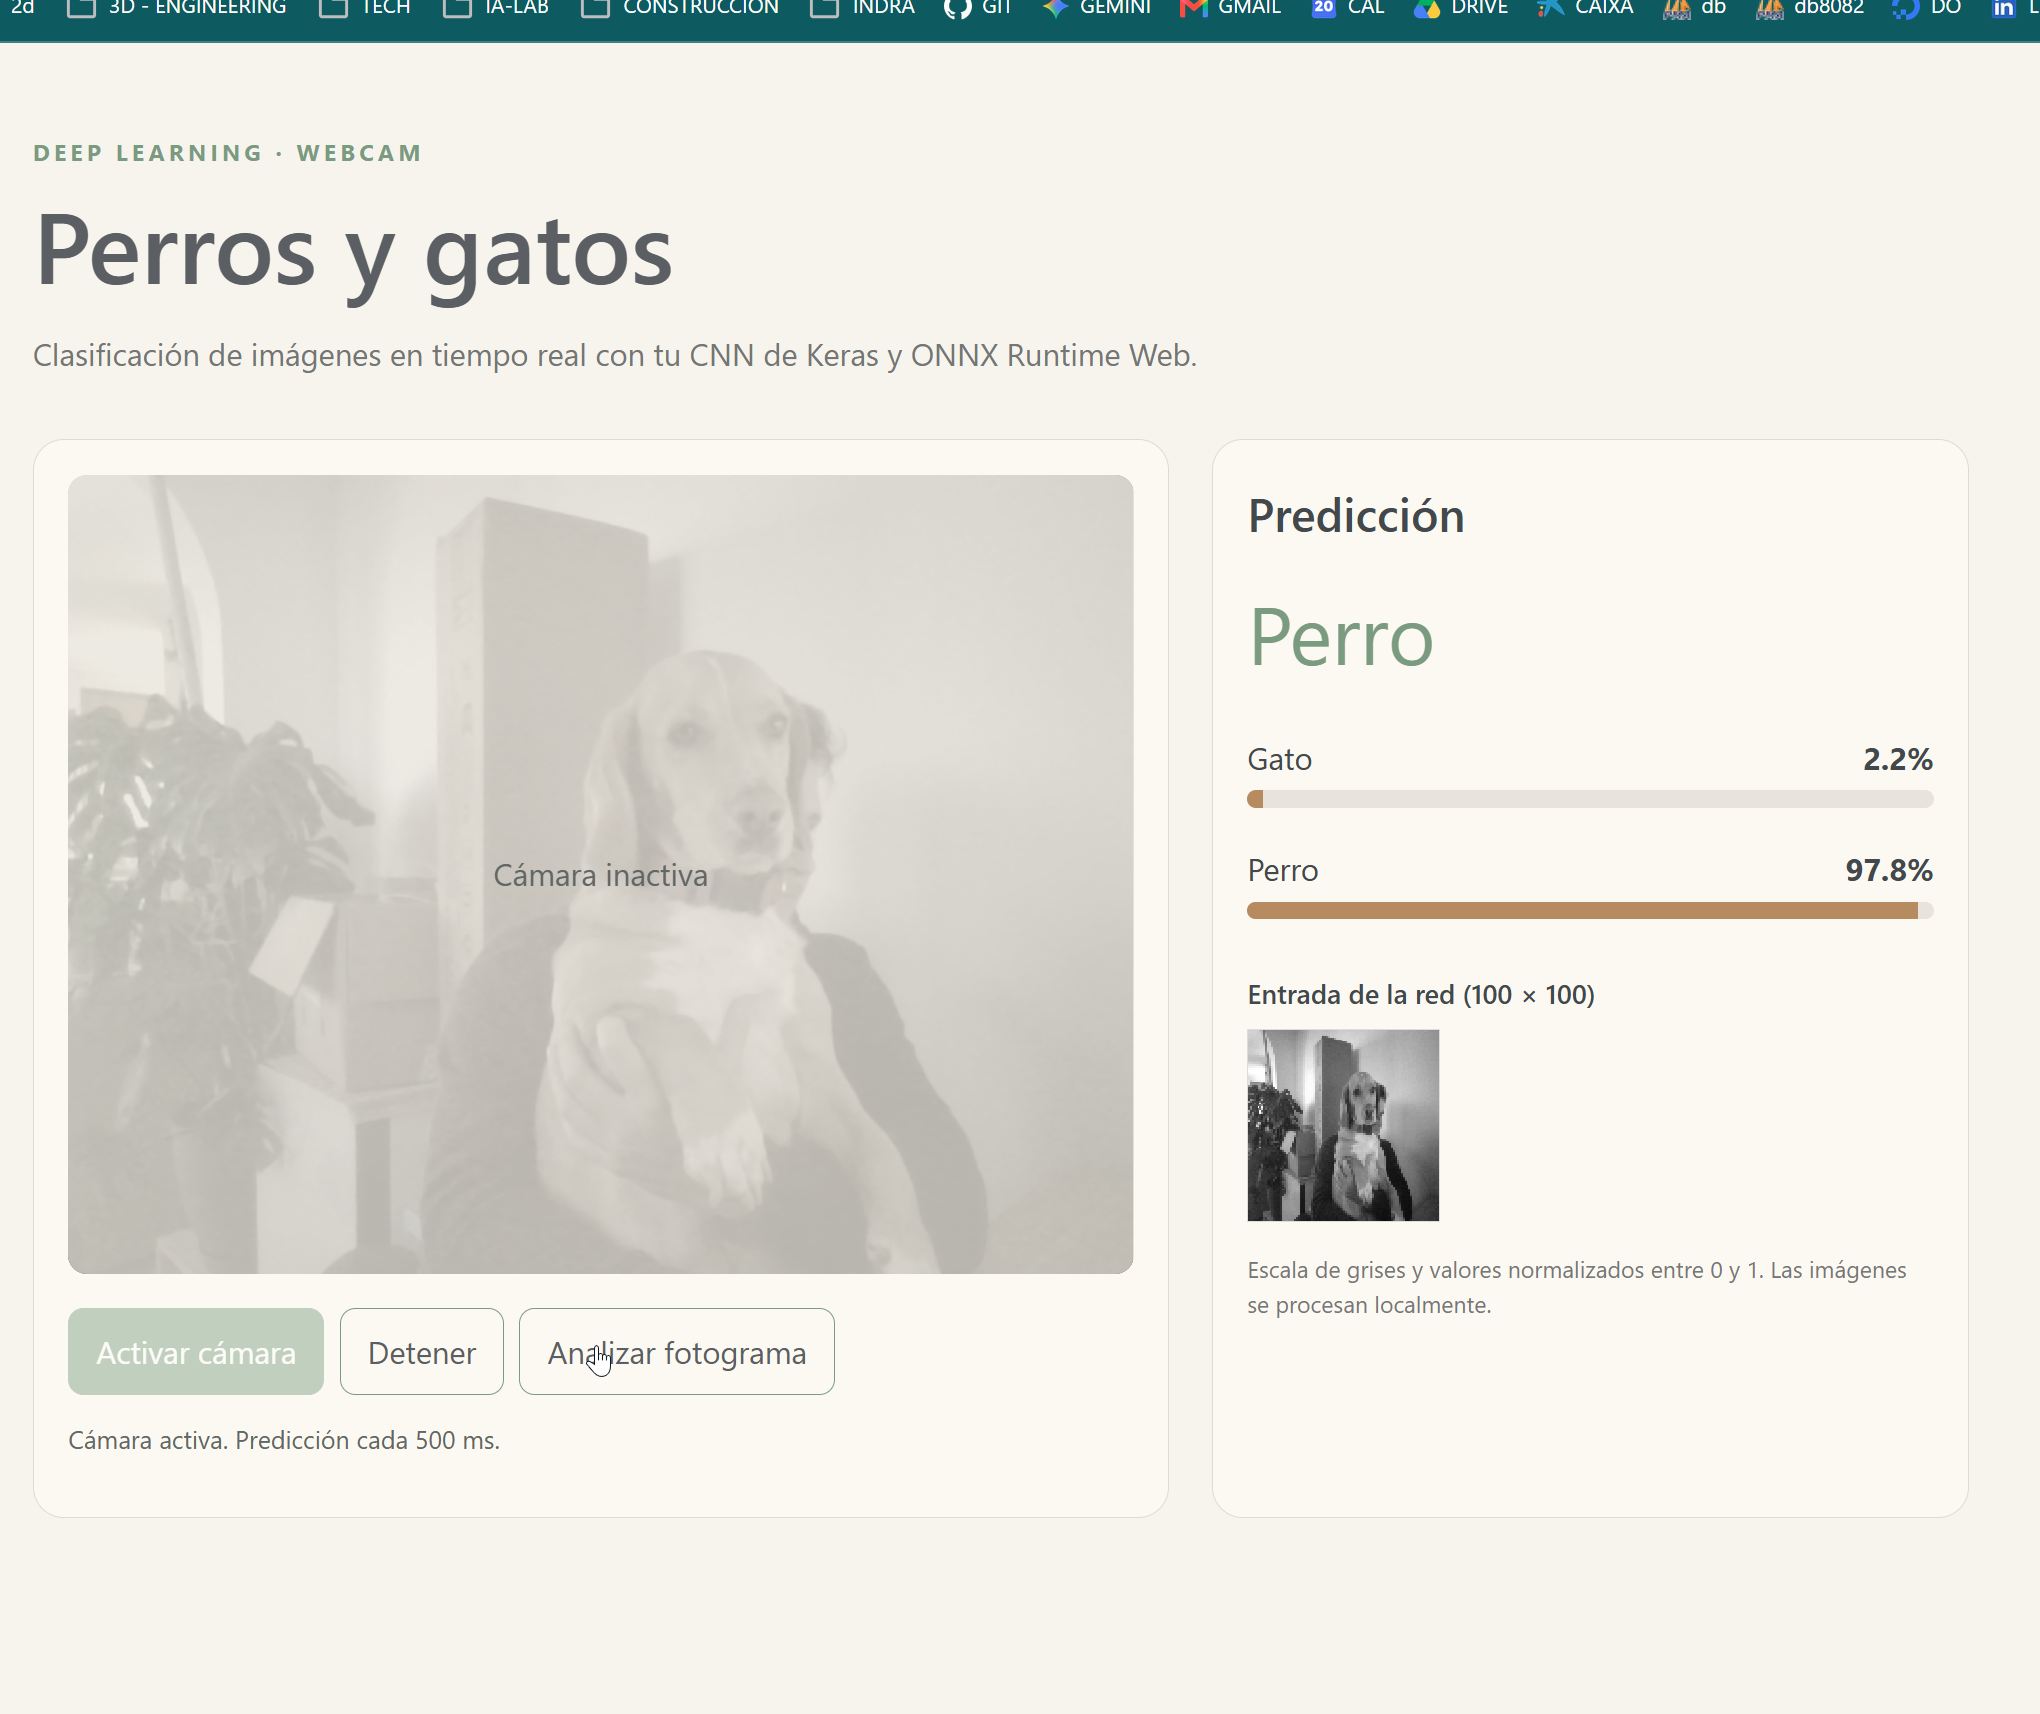 2d 3D - ENGINEERING TECH IA-LAB CONSTRUCCION INDRA GIT GEMINI GMAIL 20 CAL DRIVE CAIXA db db8082 DO in L
DEEP LEARNING · WEBCAM
Perros y gatos
Clasificación de imágenes en tiempo real con tu CNN de Keras y ONNX Runtime Web.
Cámara inactiva
Activar cámara Detener Analizar fotograma
Cámara activa. Predicción cada 500 ms.
Predicción
Perro
Gato 2.2%
Perro 97.8%
Entrada de la red (100 × 100)
Escala de grises y valores normalizados entre 0 y 1. Las imágenes
se procesan localmente.